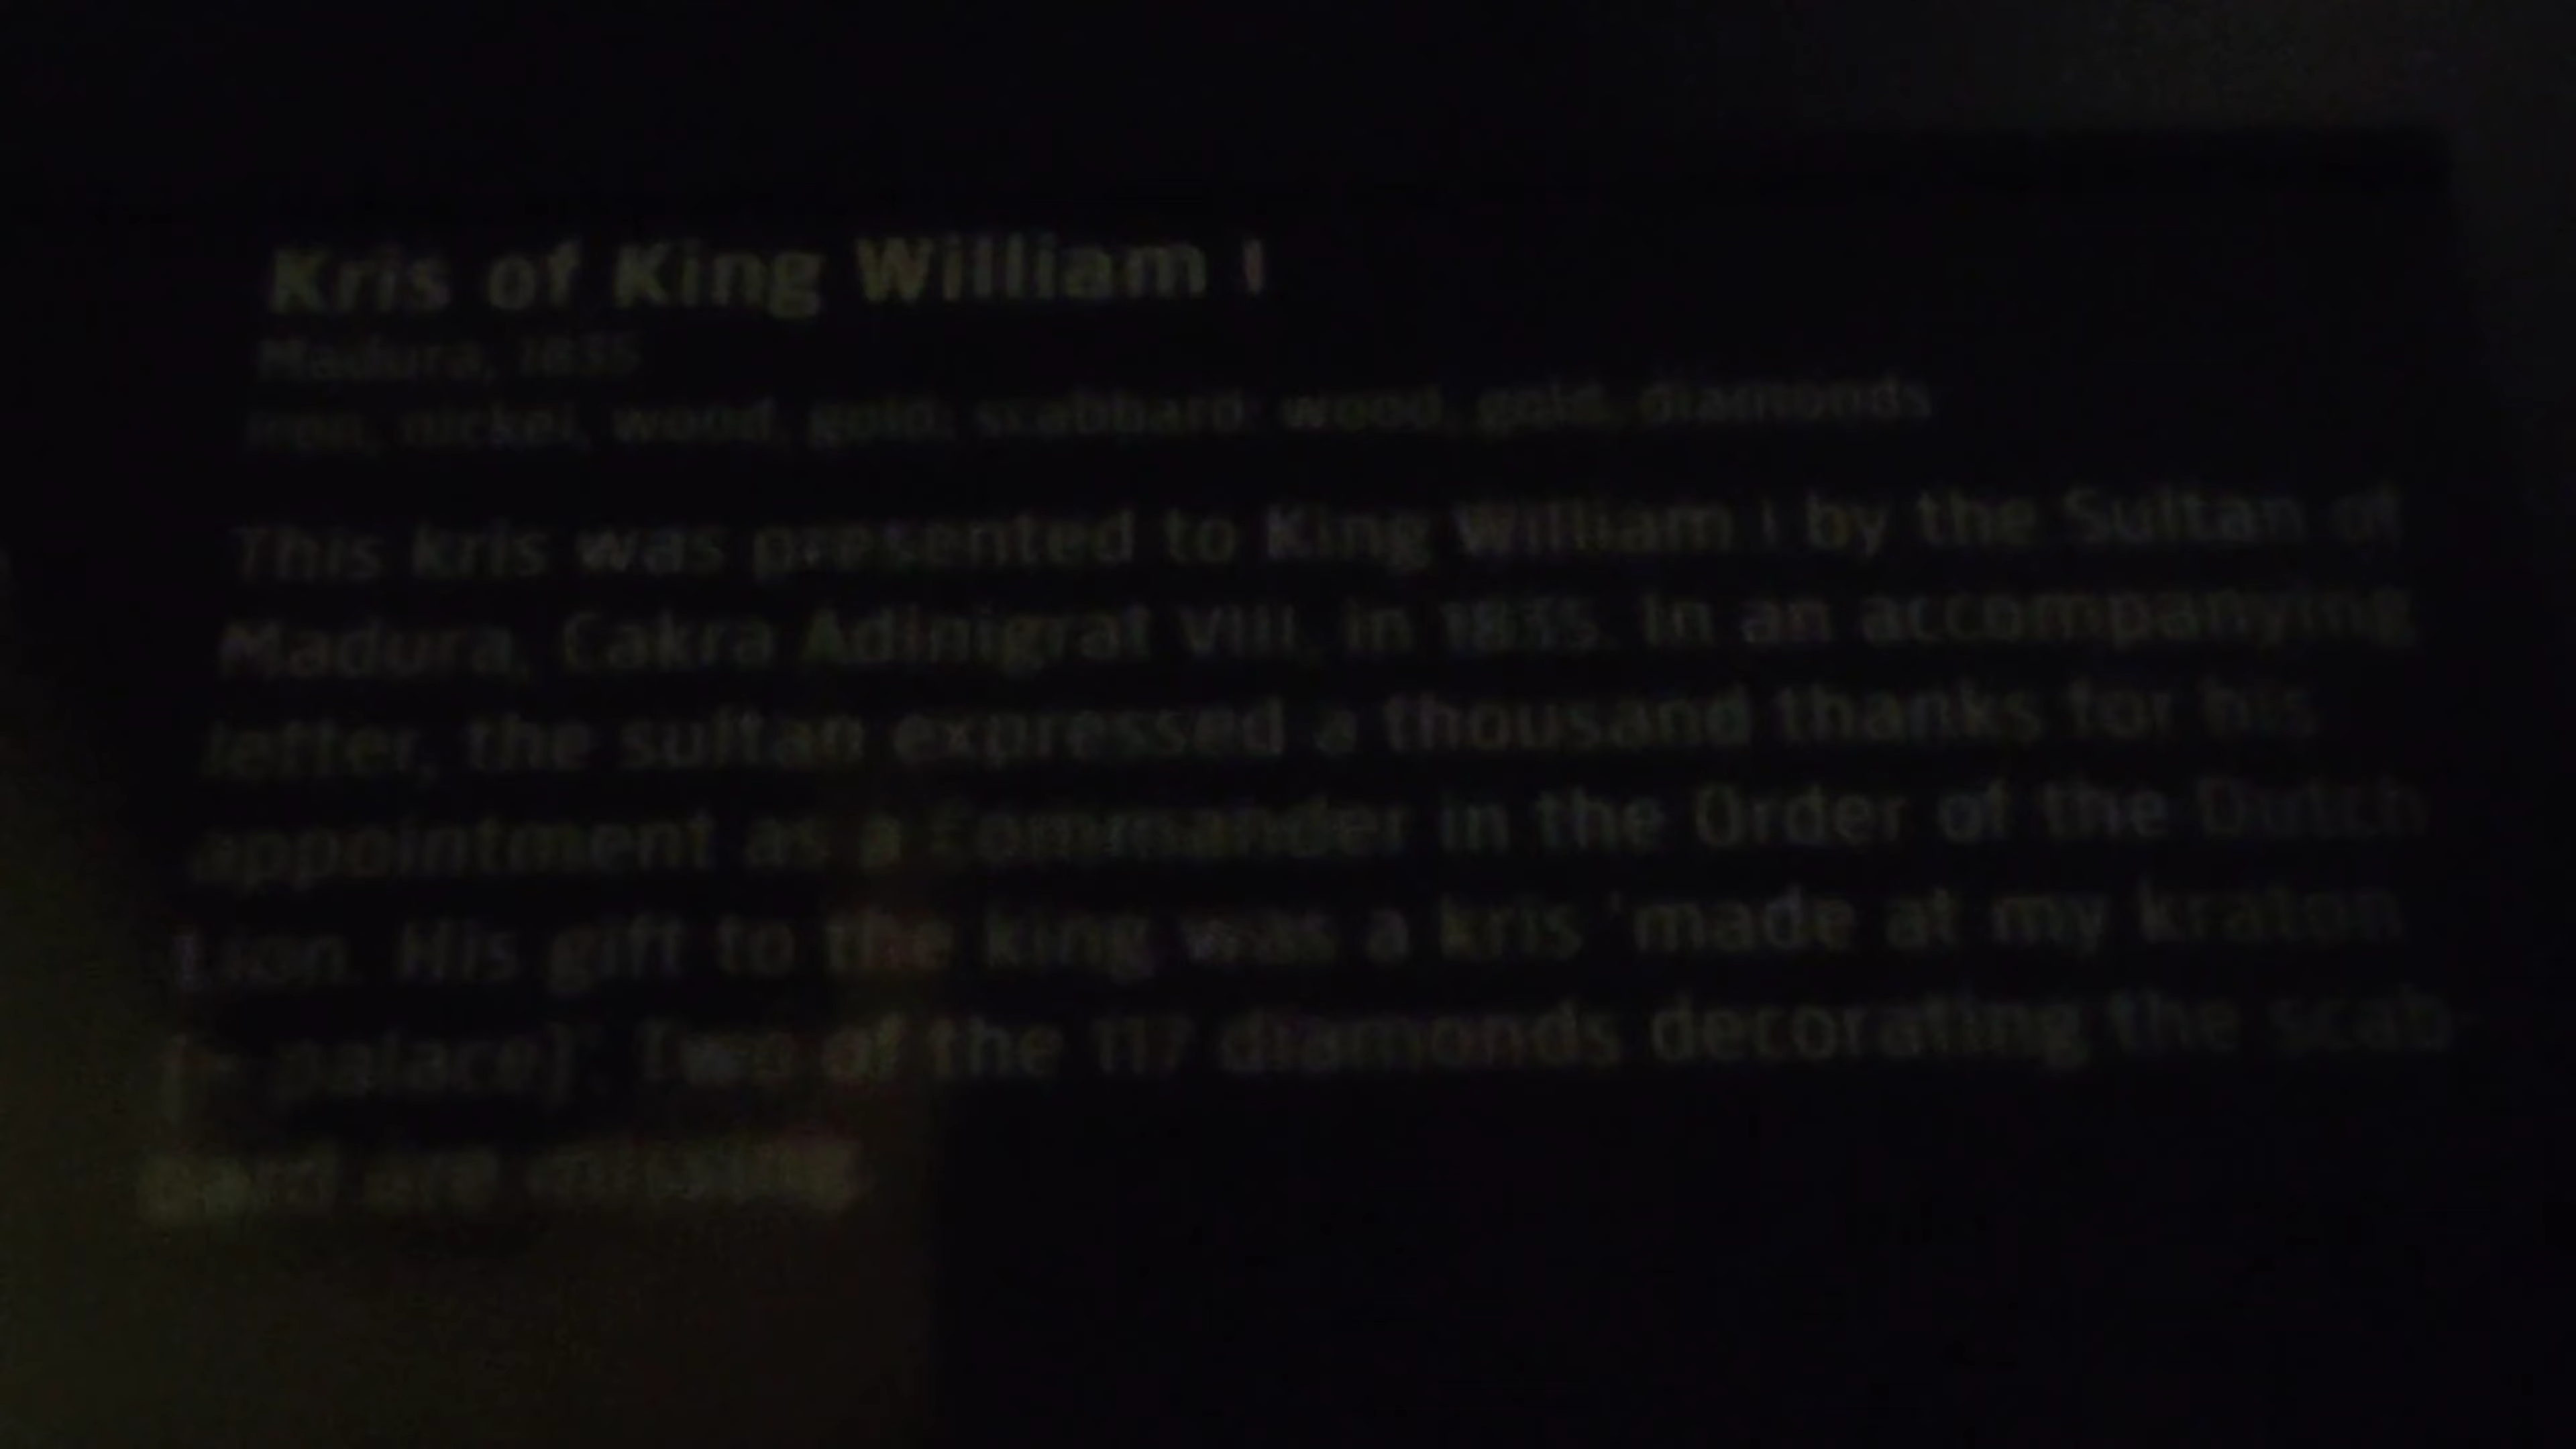 Kris of King William I
Madura, 1835
Iron, nickel, wood, gold; scabbard: wood, gold, diamonds
This kris was presented to King William I by the Sultan of
Madura, Cakra Adinigrat VIII, in 1835. In an accompanying
letter, the sultan expressed a thousand thanks for his
appointment as a Commander in the Order of the Dutch
Lion. His gift to the king was a kris 'made at my kraton
[= palace]'. Two of the 117 diamonds decorating the scab-
bard are missing.